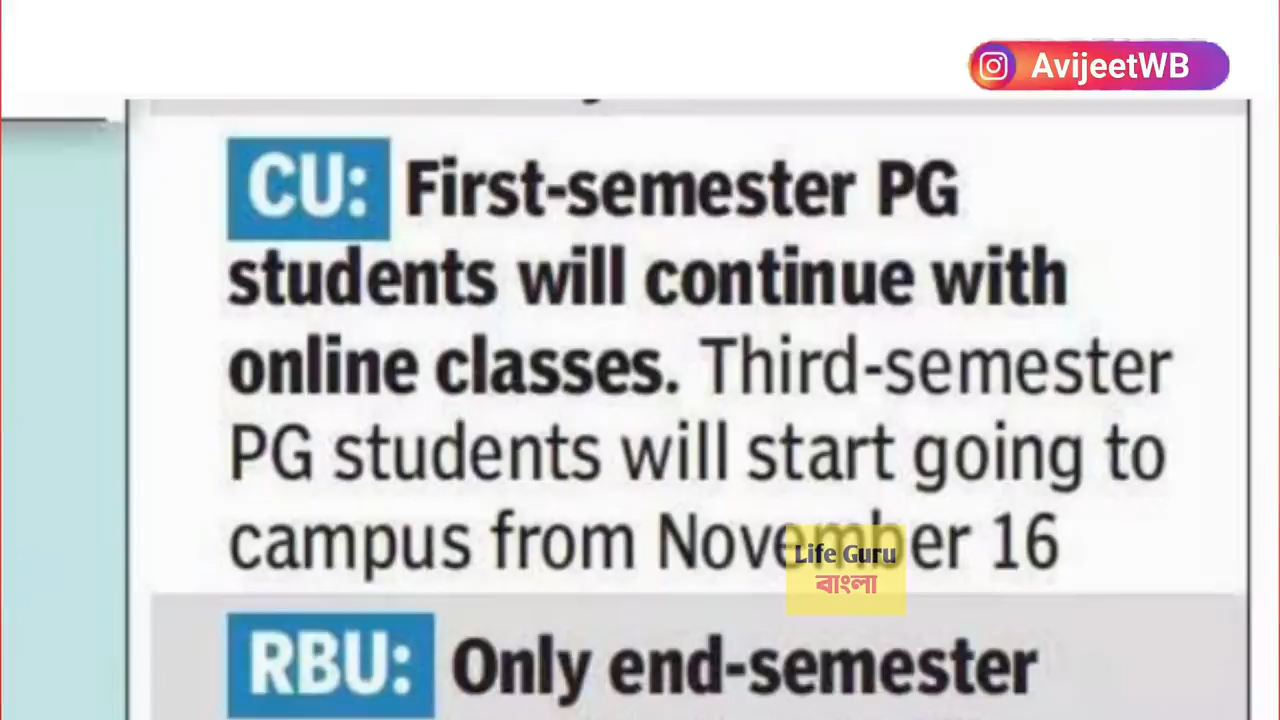 AvijeetWB
CU: First-semester PG
students will continue with
online classes. Third-semester
PG students will start going to
campus from November 16
Life Guru
বাংলা
RBU: Only end-semester